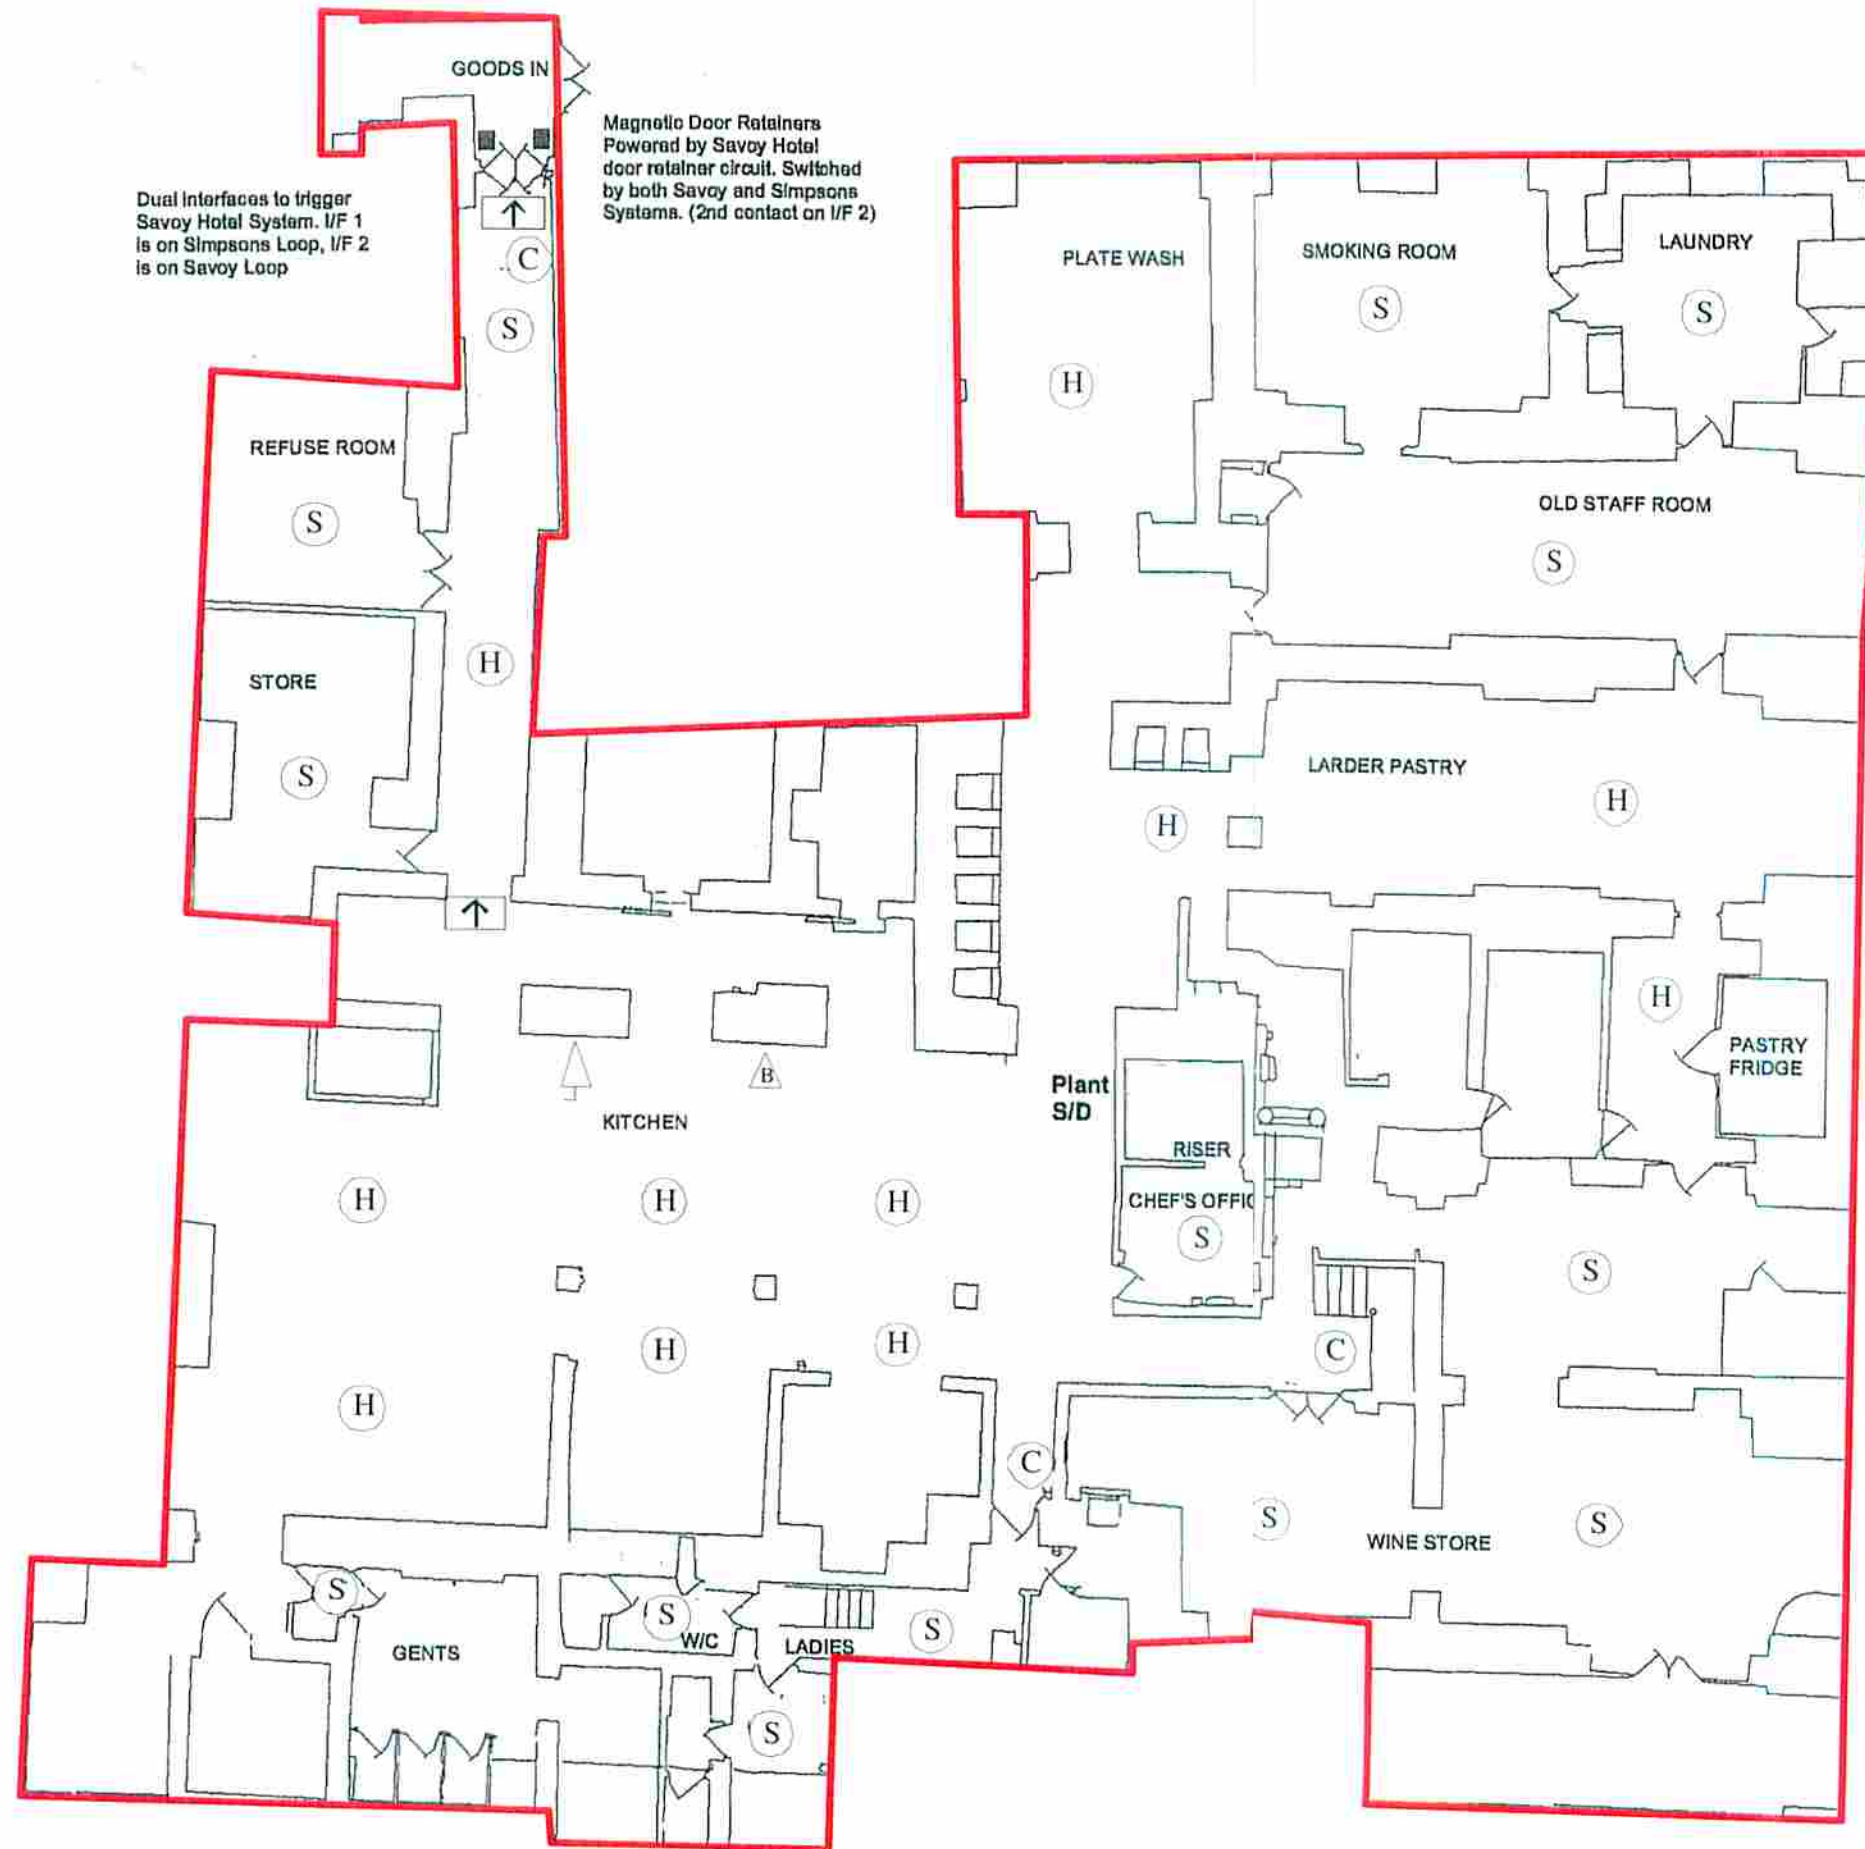 GOODS IN
Magnetic Door Retainers
Powered by Savoy Hotel
door retainer circuit. Switched
by both Savoy and Simpsons
Systems. (2nd contact on I/F 2)
Dual Interfaces to trigger
Savoy Hotel System. I/F 1
is on Simpsons Loop, I/F 2
is on Savoy Loop
C
S
PLATE WASH
SMOKING ROOM
LAUNDRY
S
S
H
REFUSE ROOM
S
OLD STAFF ROOM
S
H
STORE
S
LARDER PASTRY
H
H
H
PASTRY
FRIDGE
B
KITCHEN
Plant
S/D
RISER
CHEF'S OFFIC
S
H
H
H
S
H
H
C
H
C
S
S
WINE STORE
S
S
W/C
S
GENTS
LADIES
S